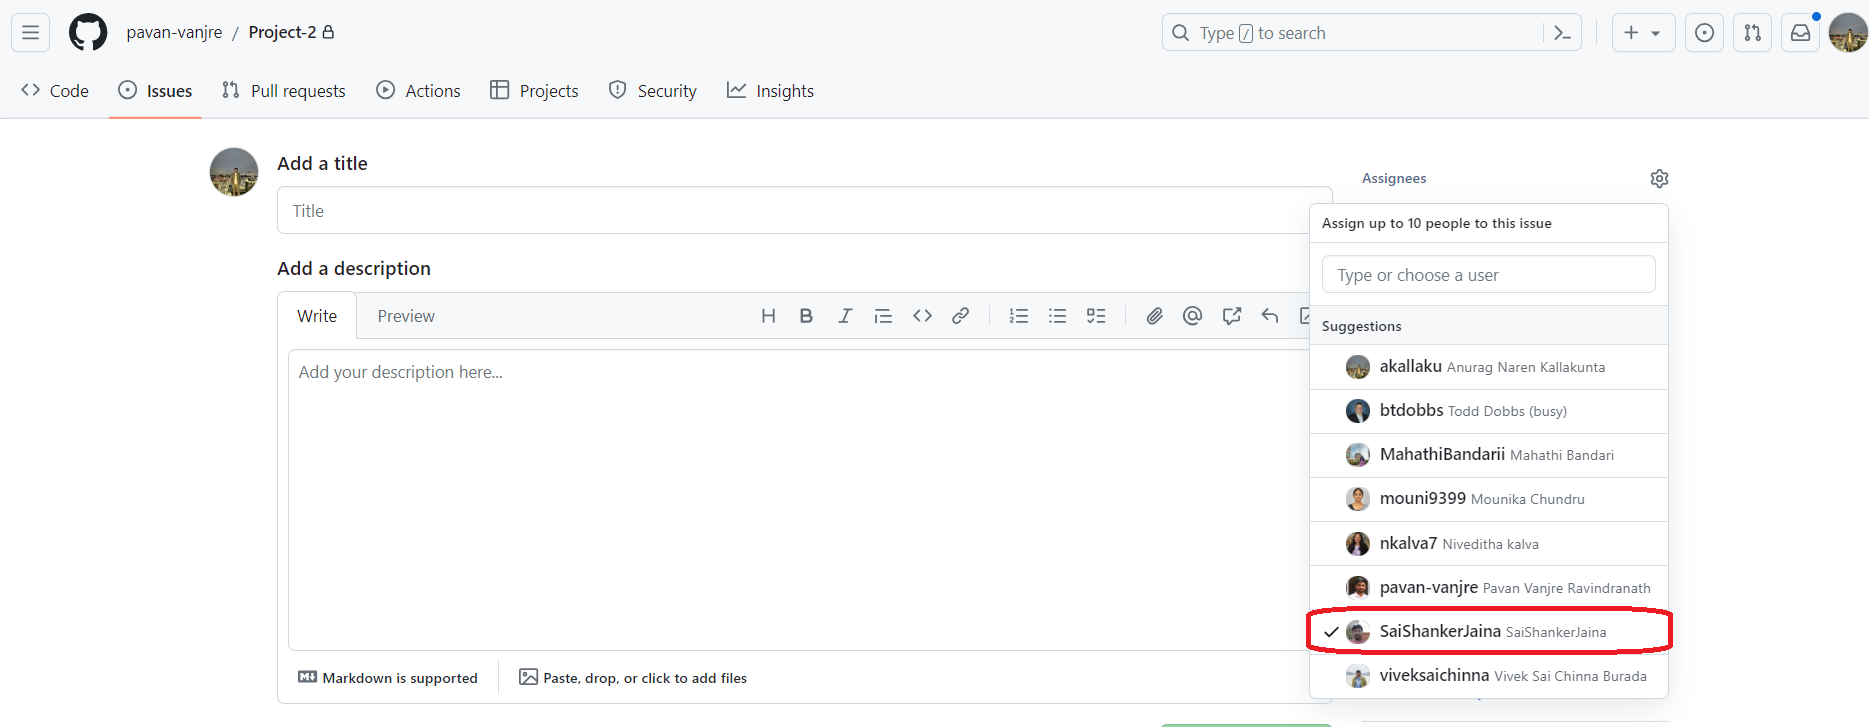 pavan-vanjre / Project-2
Type / to search
Code
Issues
Pull requests
Actions
Projects
Security
Insights
Add a title
Title
Add a description
Write
Preview
Add your description here...
Markdown is supported
Paste, drop, or click to add files
Assignees
Assign up to 10 people to this issue
Type or choose a user
Suggestions
akallaku Anurag Naren Kallakunta
btdobbs Todd Dobbs (busy)
MahathiBandarii Mahathi Bandari
mouni9399 Mounika Chundru
nkalva7 Niveditha kalva
pavan-vanjre Pavan Vanjre Ravindranath
SaiShankerJaina SaiShankerJaina
viveksaichinna Vivek Sai Chinna Burada